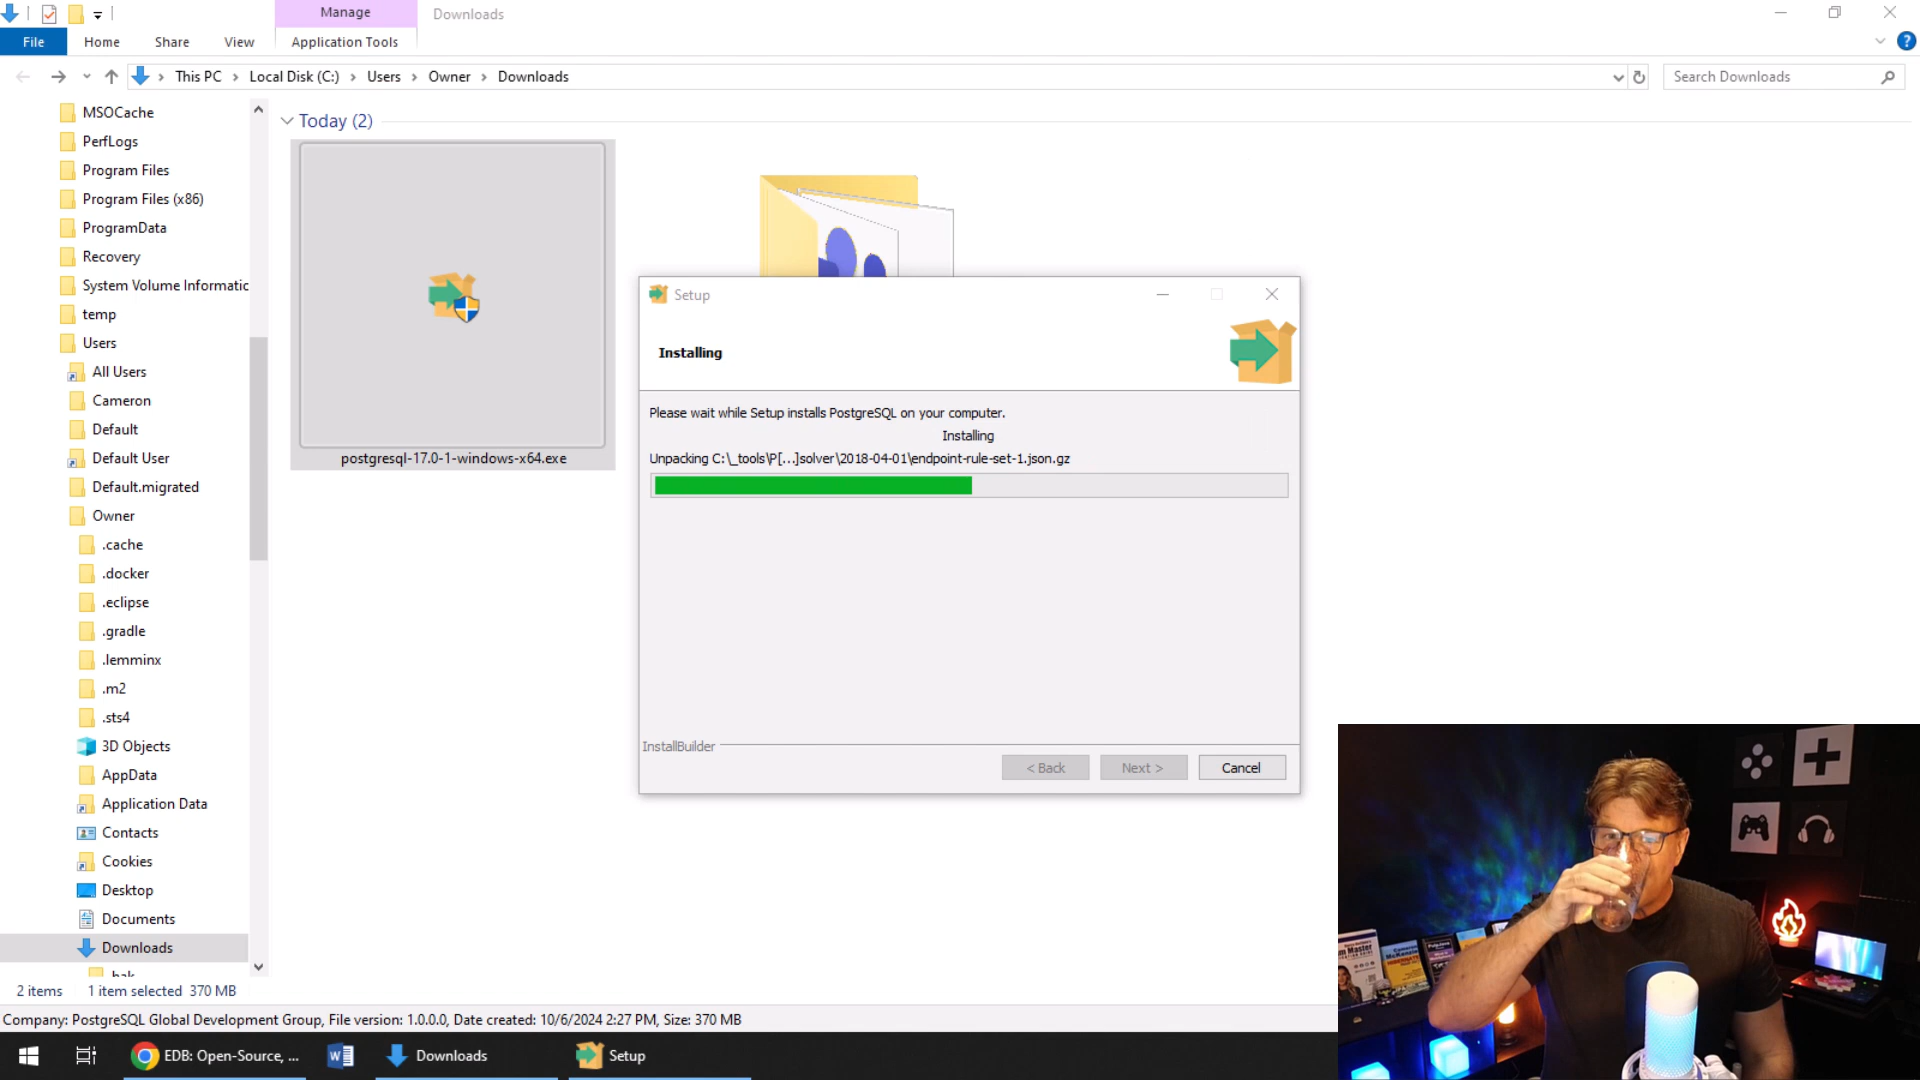 Manage
Downloads
File
Home
Share
View
Application Tools
This PC
Local Disk (C:)
Users
Owner
Downloads
Search Downloads
MSOCache
PerfLogs
Program Files
Program Files (x86)
ProgramData
Recovery
System Volume Informatic
temp
Users
All Users
Cameron
Default
Default User
Default.migrated
Owner
.cache
.docker
.eclipse
.gradle
.lemminx
.m2
.sts4
3D Objects
AppData
Application Data
Contacts
Cookies
Desktop
Documents
Downloads
Today (2)
postgresql-17.0-1-windows-x64.exe
Setup
Installing
Please wait while Setup installs PostgreSQL on your computer.
Installing
Unpacking C:\_tools\P[...]solver\2018-04-01\endpoint-rule-set-1.json.gz
InstallBuilder
< Back
Next >
Cancel
2 items
1 item selected 370 MB
Company: PostgreSQL Global Development Group, File version: 1.0.0.0, Date created: 10/6/2024 2:27 PM, Size: 370 MB
EDB: Open-Source, ...
Downloads
Setup